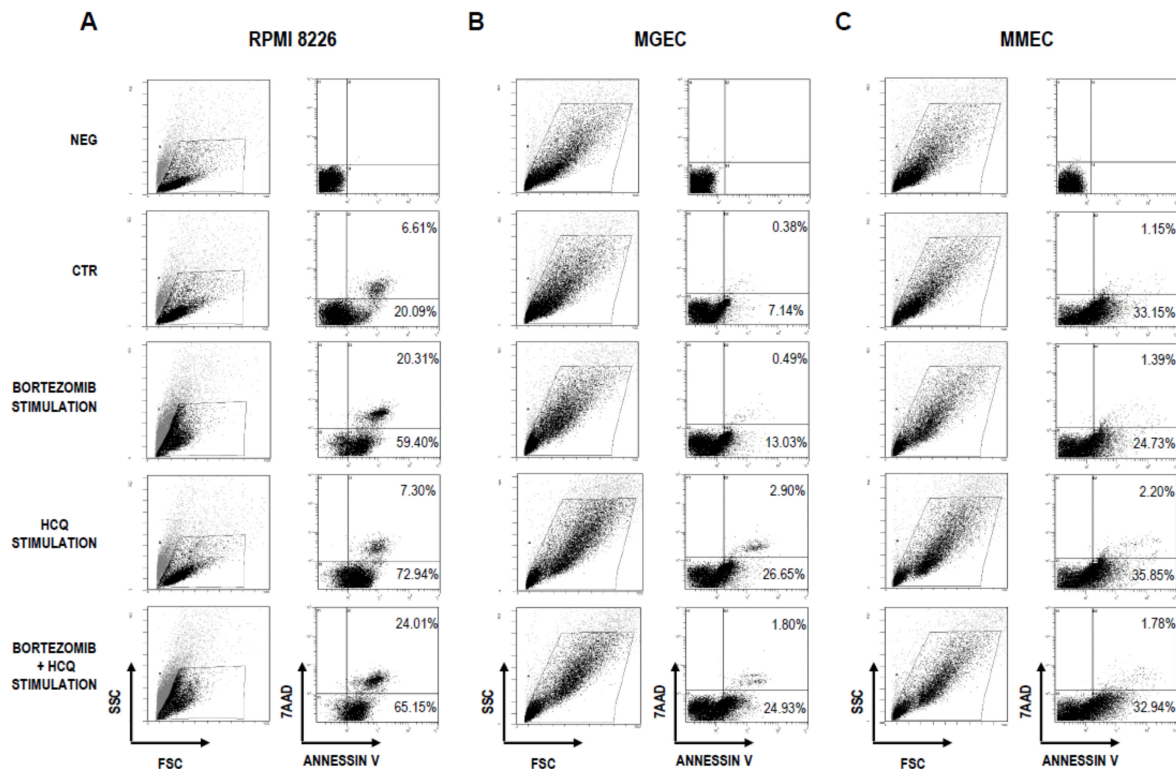 A
RPMI 8226
B
MGEC
C
MMEC
NEG
CTR
6.61%
20.09%
0.38%
7.14%
1.15%
33.15%
BORTEZOMIB
STIMULATION
20.31%
59.40%
0.49%
13.03%
1.39%
24.73%
HCQ
STIMULATION
7.30%
72.94%
2.90%
26.65%
2.20%
35.85%
BORTEZOMIB
+ HCQ
STIMULATION
24.01%
65.15%
1.80%
24.93%
1.78%
32.94%
SSC
7AAD
SSC
7AAD
SSC
7AAD
FSC
ANNESSIN V
FSC
ANNESSIN V
FSC
ANNESSIN V